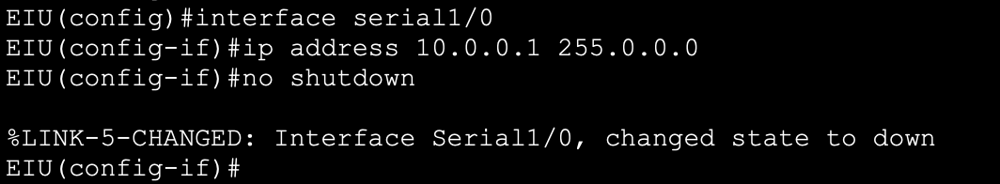 EIU(config)#interface serial1/0
EIU(config-if)#ip address 10.0.0.1 255.0.0.0
EIU(config-if)#no shutdown
%LINK-5-CHANGED: Interface Serial1/0, changed state to down
EIU(config-if)#